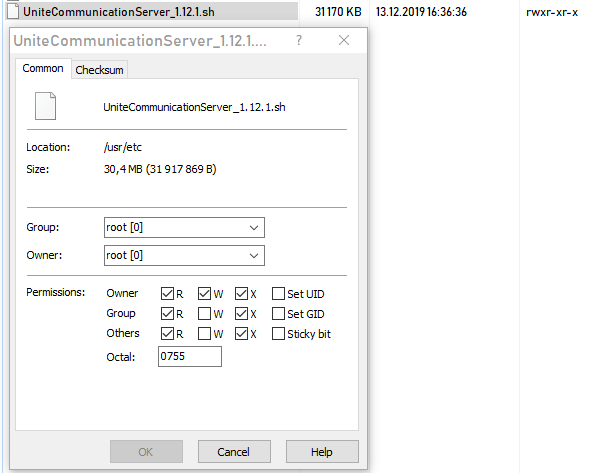 UniteCommunicationServer_1.12.1.sh 31 170 KB 13.12.2019 16:36:36 rwxr-xr-x
UniteCommunicationServer_1.12.1.... ?
Common Checksum
UniteCommunicationServer_1.12.1.sh
Location: /usr/etc
Size: 30,4 MB (31 917 869 B)
Group: root [0]
Owner: root [0]
Permissions: Owner R W X Set UID
Group R W X Set GID
Others R W X Sticky bit
Octal: 0755
OK Cancel Help